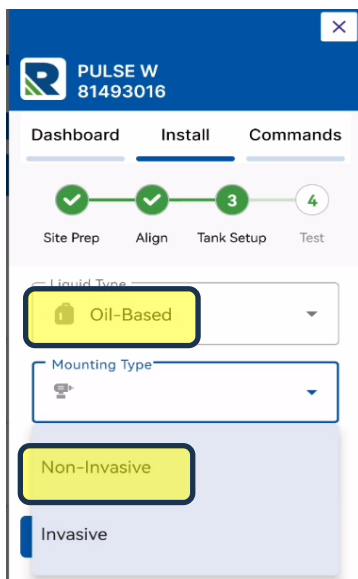 PULSE W
81493016
Dashboard Install Commands
3 4
Site Prep Align Tank Setup Test
Liquid Type
Oil-Based
Mounting Type
Non-Invasive
Invasive